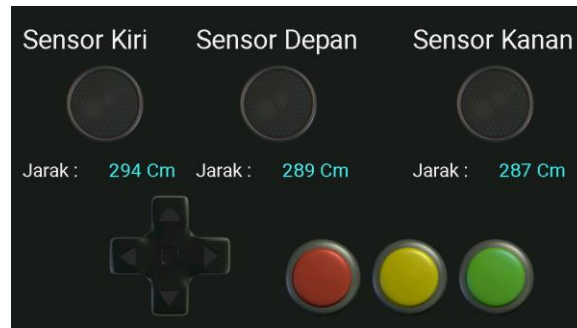 Sensor Kiri Sensor Depan Sensor Kanan
Jarak : 294 Cm Jarak : 289 Cm Jarak : 287 Cm